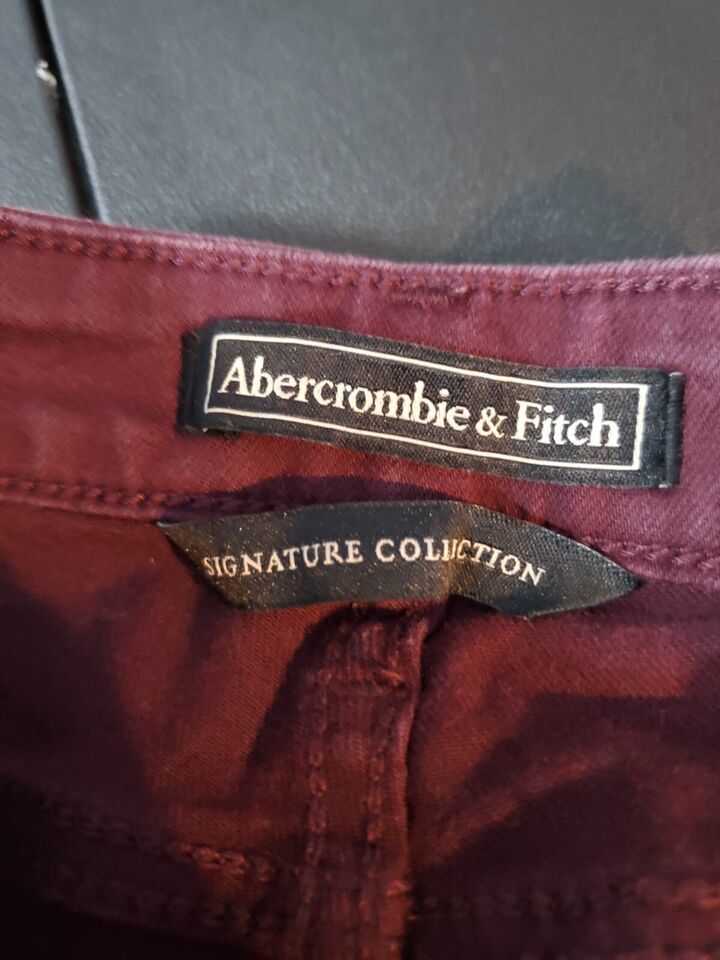 Abercrombie & Fitch
SIGNATURE COLLECTION